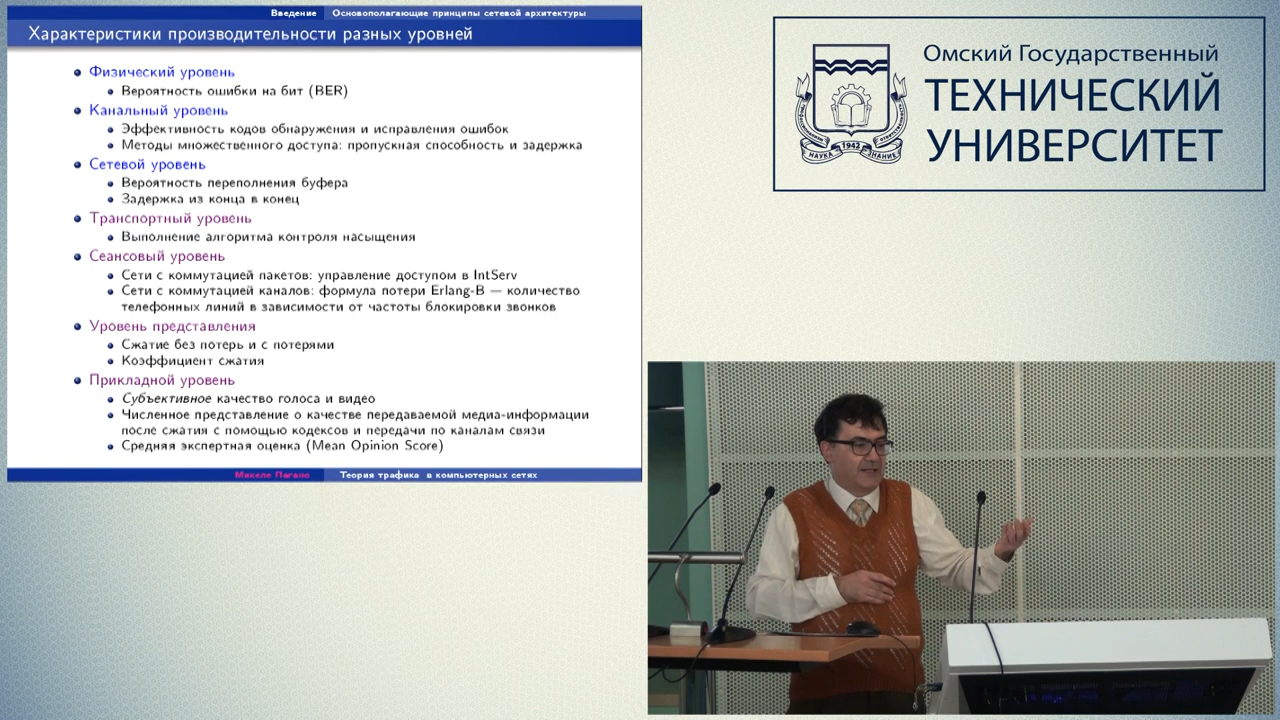 Введение Основополагающие принципы сетевой архитектуры
Характеристики производительности разных уровней
Физический уровень
Вероятность ошибки на бит (BER)
Канальный уровень
Эффективность кодов обнаружения и исправления ошибок
Методы множественного доступа: пропускная способность и задержка
Сетевой уровень
Вероятность переполнения буфера
Задержка из конца в конец
Транспортный уровень
Выполнение алгоритма контроля насыщения
Сеансовый уровень
Сети с коммутацией пакетов: управление доступом в IntServ
Сети с коммутацией каналов: формула потери Erlang-B — количество
телефонных линий в зависимости от частоты блокировки звонков
Уровень представления
Сжатие без потерь и с потерями
Коэффициент сжатия
Прикладной уровень
Субъективное качество голоса и видео
Численное представление о качестве передаваемой медиа-информации
после сжатия с помощью кодексов и передачи по каналам связи
Средняя экспертная оценка (Mean Opinion Score)
Микеле Пагано Теория трафика в компьютерных сетях
Омский Государственный
ТЕХНИЧЕСКИЙ
УНИВЕРСИТЕТ
НАУКА 1942 ЗНАНИЕ